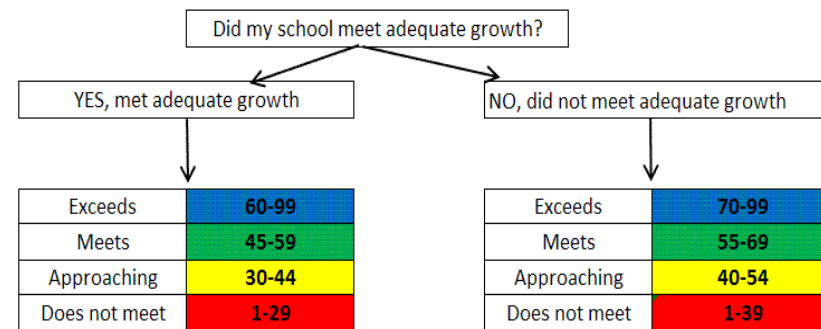 Did my school meet adequate growth?
YES, met adequate growth
NO, did not meet adequate growth
Exceeds 60-99
Meets 45-59
Approaching 30-44
Does not meet 1-29
Exceeds 70-99
Meets 55-69
Approaching 40-54
Does not meet 1-39